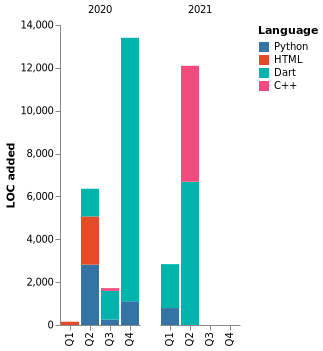 2020
2021
14,000
12,000
10,000
8,000
6,000
4,000
2,000
0
LOC added
Q1
Q2
Q3
Q4
Q1
Q2
Q3
Q4
Language
Python
HTML
Dart
C++